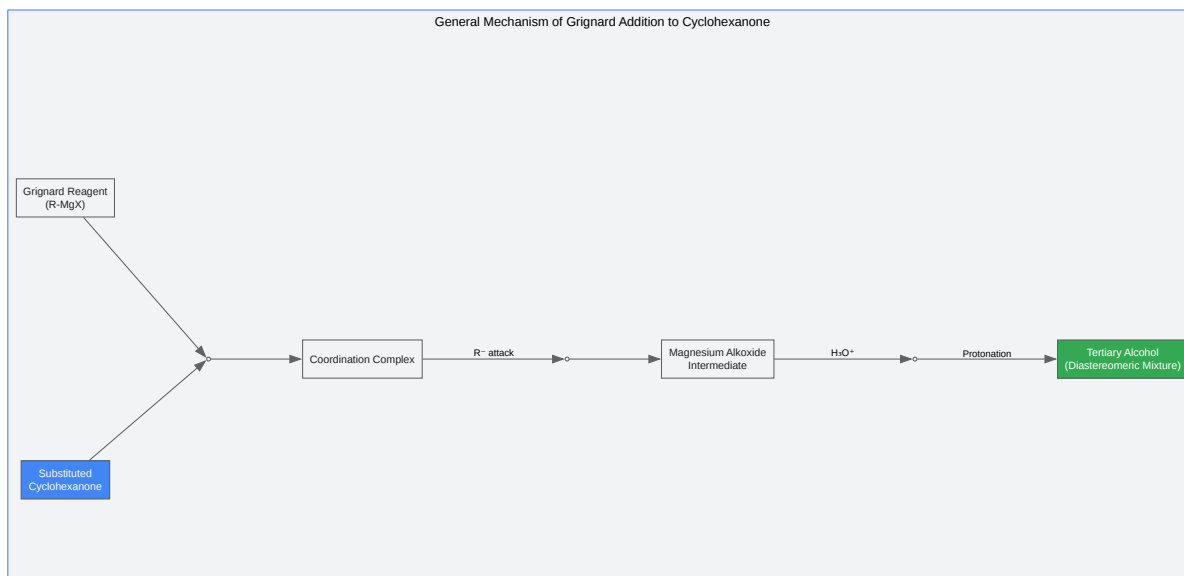 General Mechanism of Grignard Addition to Cyclohexanone
Grignard Reagent
(R-MgX)
Coordination Complex
R⁻ attack
Magnesium Alkoxide
Intermediate
H₃O⁺
Protonation
Tertiary Alcohol
(Diastereomeric Mixture)
Substituted
Cyclohexanone